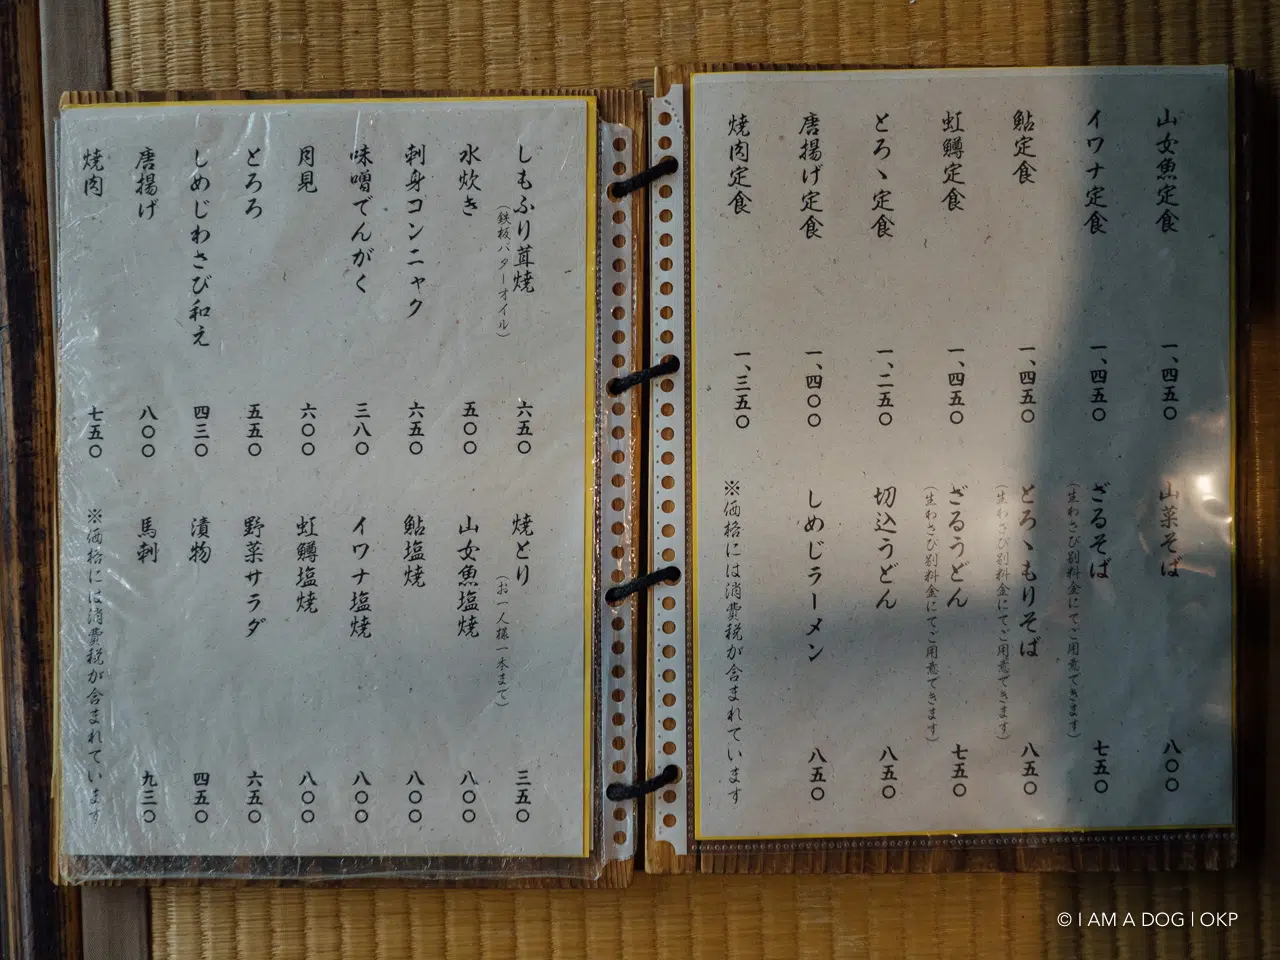 山女魚定食 一、四五〇
イワナ定食 一、四五〇
鮎定食 一、四五〇
虹鱒定食 一、四五〇
とろゝ定食 一、二五〇
唐揚げ定食 一、四〇〇
焼肉定食 一、三五〇
山菜そば 八〇〇
ざるそば 七五〇
(生わさび別料金にてご用意できます)
とろゝもりそば 八五〇
(生わさび別料金にてご用意できます)
ざるうどん 七五〇
(生わさび別料金にてご用意できます)
切込うどん 八五〇
しめじラーメン 八五〇
※価格には消費税が含まれています
しもふり茸焼 六五〇
(鉄板バターオイル)
水炊き 五〇〇
刺身コンニャク 六五〇
味噌でんがく 三八〇
月見 六〇〇
とろろ 五五〇
しめじわさび和え 四三〇
唐揚げ 八〇〇
焼肉 七五〇
焼とり 三五〇
(お一人様一本まで)
山女魚塩焼 八〇〇
鮎塩焼 八〇〇
イワナ塩焼 八〇〇
虹鱒塩焼 八〇〇
野菜サラダ 六五〇
漬物 四五〇
馬刺 九三〇
※価格には消費税が含まれています
© I AM A DOG | OKP